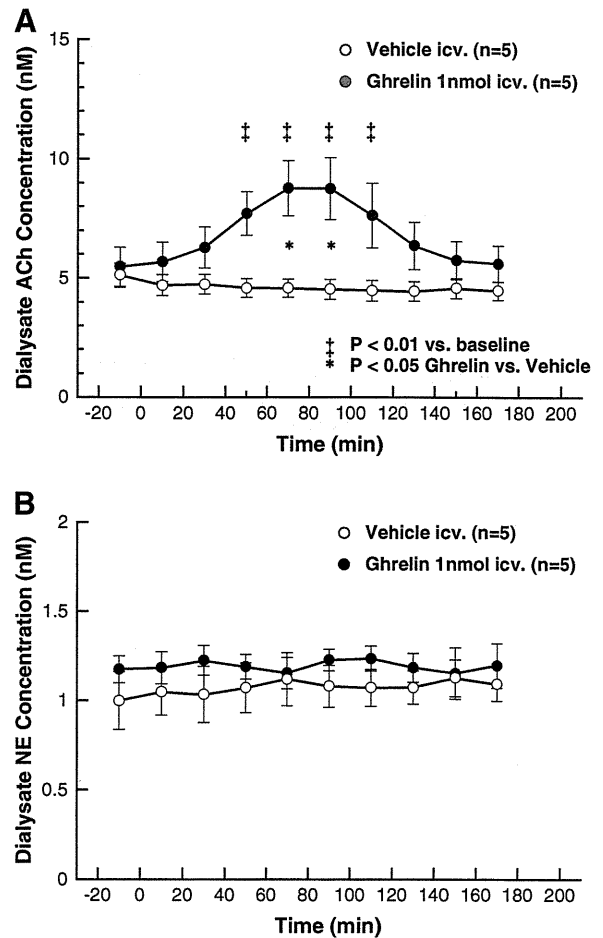 A
Dialysate ACh Concentration (nM)
15
10
5
0
Vehicle icv. (n=5)
Ghrelin 1nmol icv. (n=5)
‡ ‡ ‡ ‡
* *
‡ P < 0.01 vs. baseline
* P < 0.05 Ghrelin vs. Vehicle
-20 0 20 40 60 80 100 120 140 160 180 200
Time (min)
B
Dialysate NE Concentration (nM)
2
1.5
1
0.5
0
Vehicle icv. (n=5)
Ghrelin 1nmol icv. (n=5)
-20 0 20 40 60 80 100 120 140 160 180 200
Time (min)